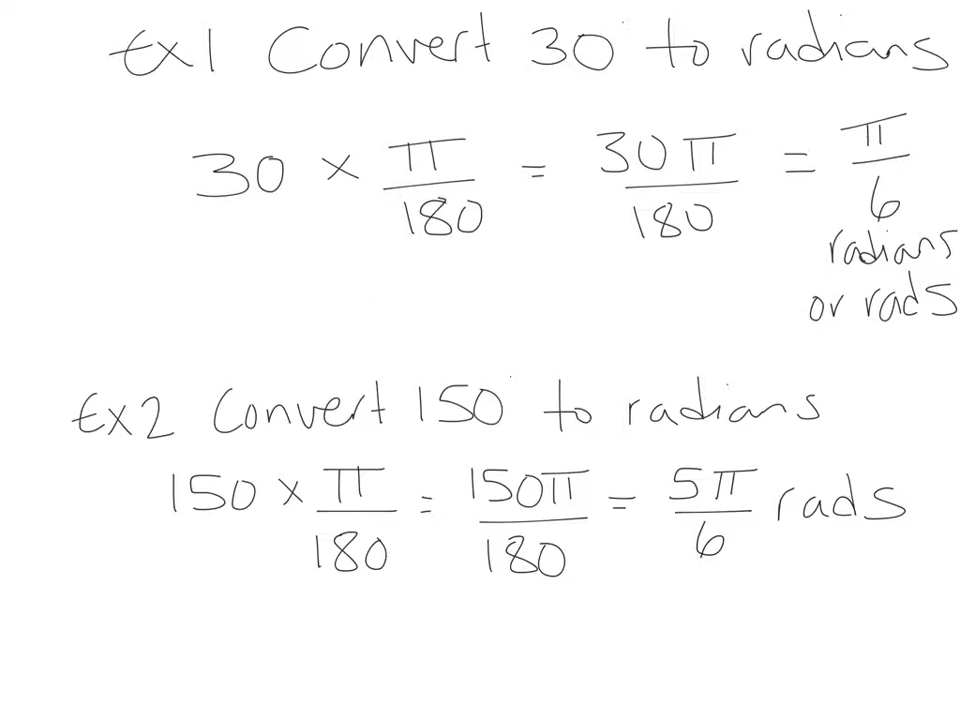 Ex1 Convert 30° to radians
30 × π/180 = 30π/180 = π/6
radians
or rads
Ex2 Convert 150° to radians
150 × π/180 = 150π/180 = 5π/6 rads